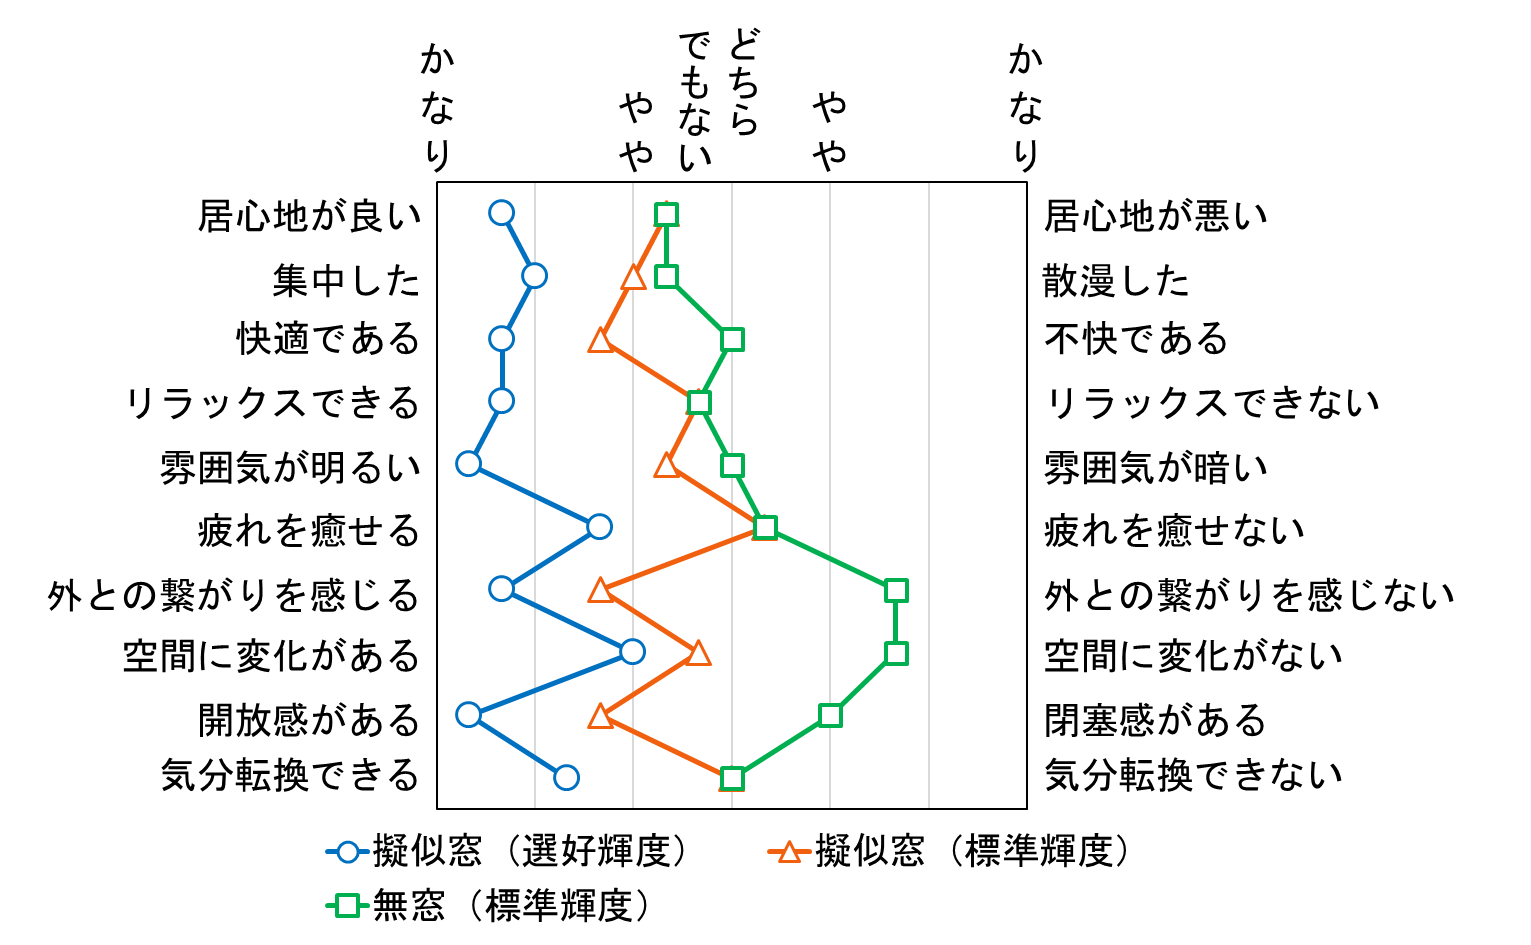 かなり
やや
どちら
でもない
やや
かなり
居心地が良い
居心地が悪い
集中した
散漫した
快適である
不快である
リラックスできる
リラックスできない
雰囲気が明るい
雰囲気が暗い
疲れを癒せる
疲れを癒せない
外との繋がりを感じる
外との繋がりを感じない
空間に変化がある
空間に変化がない
開放感がある
閉塞感がある
気分転換できる
気分転換できない
擬似窓（選好輝度）
擬似窓（標準輝度）
無窓（標準輝度）